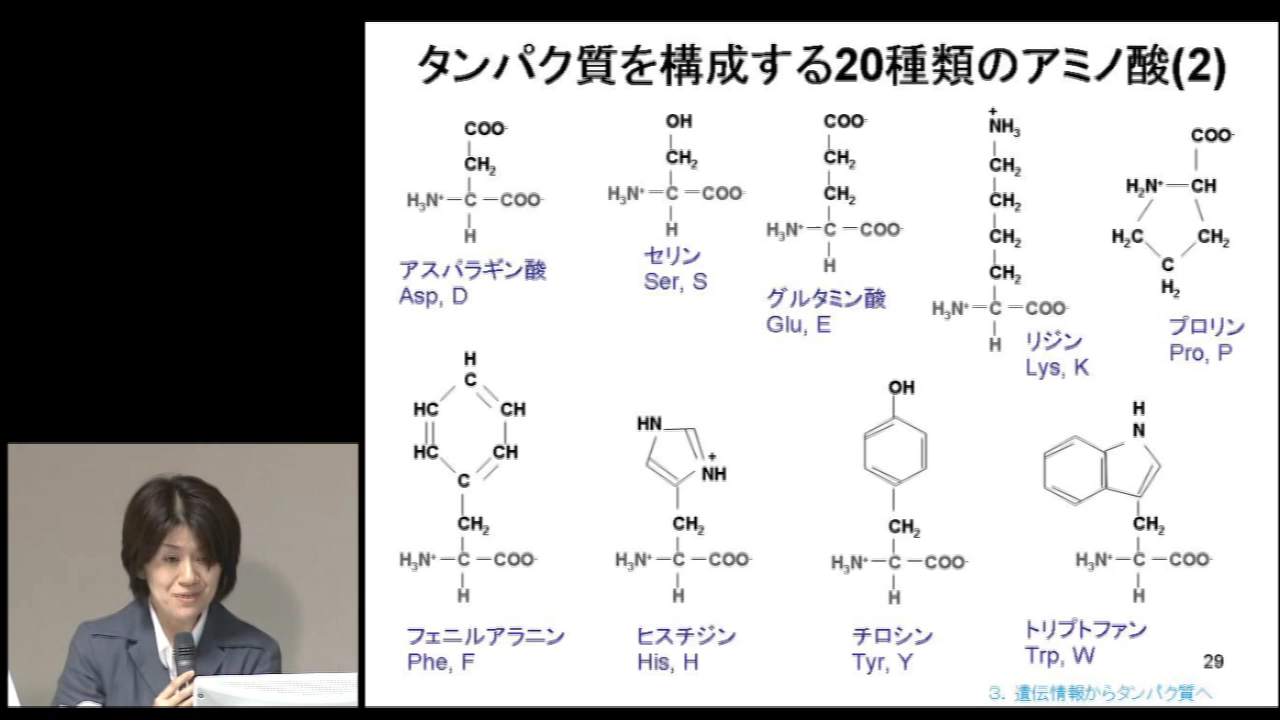 タンパク質を構成する20種類のアミノ酸(2)
COO-
CH2
H3N+ C COO-
H
アスパラギン酸
Asp, D
OH
CH2
H3N+ C COO-
H
セリン
Ser, S
COO-
CH2
CH2
H3N+ C COO-
H
グルタミン酸
Glu, E
+
NH3
CH2
CH2
CH2
CH2
H3N+ C COO-
H
リジン
Lys, K
COO-
H2N+ CH
H2C CH2
C
H2
プロリン
Pro, P
H
C
HC CH
HC CH
C
CH2
H3N+ C COO-
H
フェニルアラニン
Phe, F
HN
+
NH
CH2
H3N+ C COO-
H
ヒスチジン
His, H
OH
CH2
H3N+ C COO-
H
チロシン
Tyr, Y
H
N
CH2
H3N+ C COO-
H
トリプトファン
Trp, W
29
3. 遺伝情報からタンパク質へ